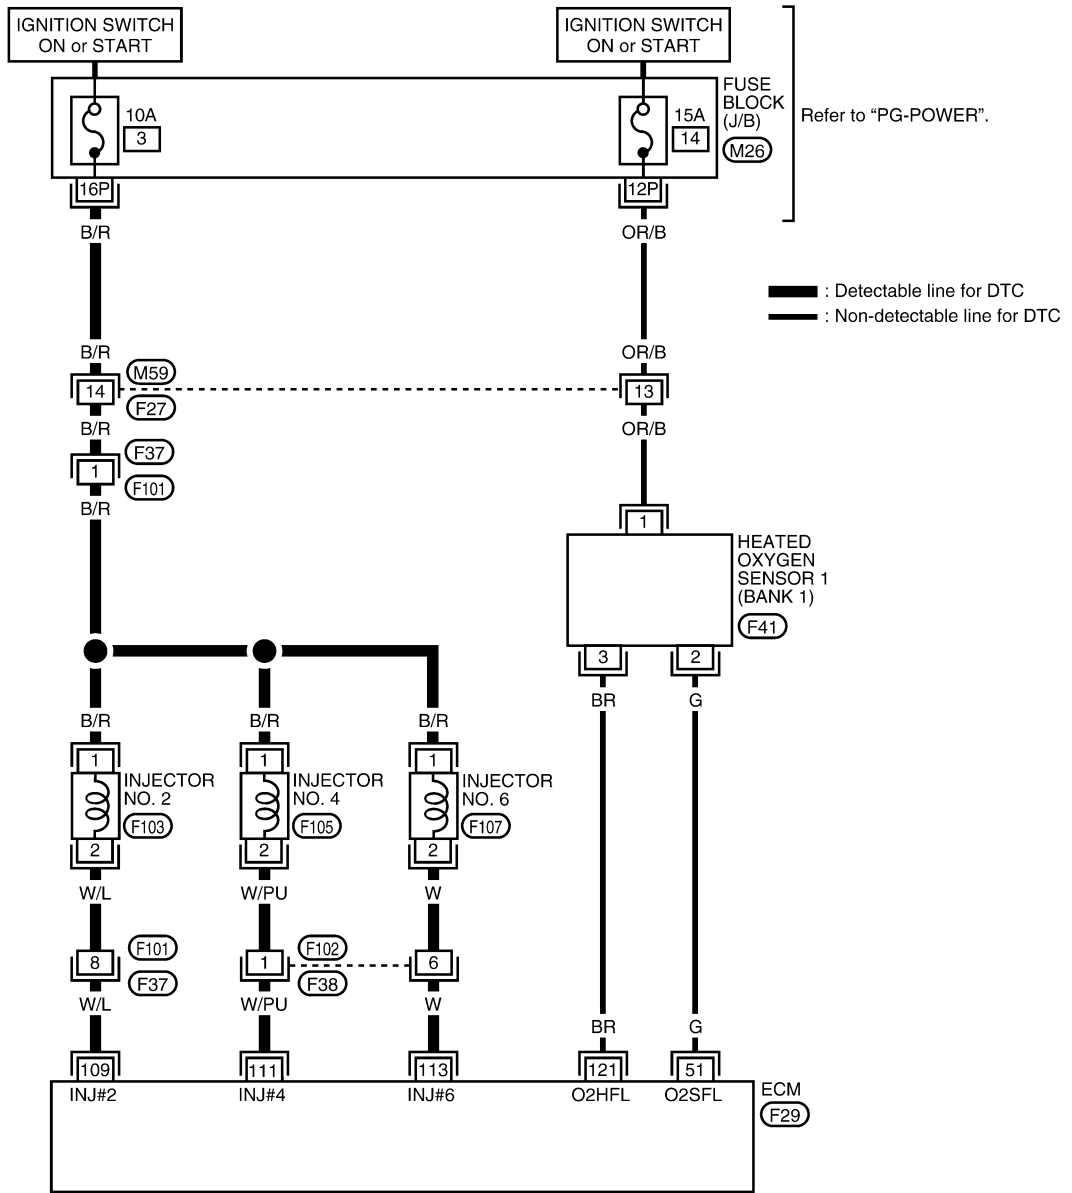 IGNITION SWITCH
ON or START
IGNITION SWITCH
ON or START
10A
3
15A
14
FUSE
BLOCK
(J/B)
M26
Refer to “PG-POWER”.
16P
12P
B/R
OR/B
: Detectable line for DTC
: Non-detectable line for DTC
B/R
OR/B
M59
14
13
F27
B/R
OR/B
F37
1
F101
B/R
1
HEATED
OXYGEN
SENSOR 1
(BANK 1)
F41
3
2
BR
G
B/R
B/R
B/R
1
1
1
INJECTOR
NO. 2
F103
INJECTOR
NO. 4
F105
INJECTOR
NO. 6
F107
2
2
2
W/L
W/PU
W
F101
F102
8
1
6
F37
F38
W/L
W/PU
W
BR
G
109
111
113
121
51
INJ#2
INJ#4
INJ#6
O2HFL
O2SFL
ECM
F29